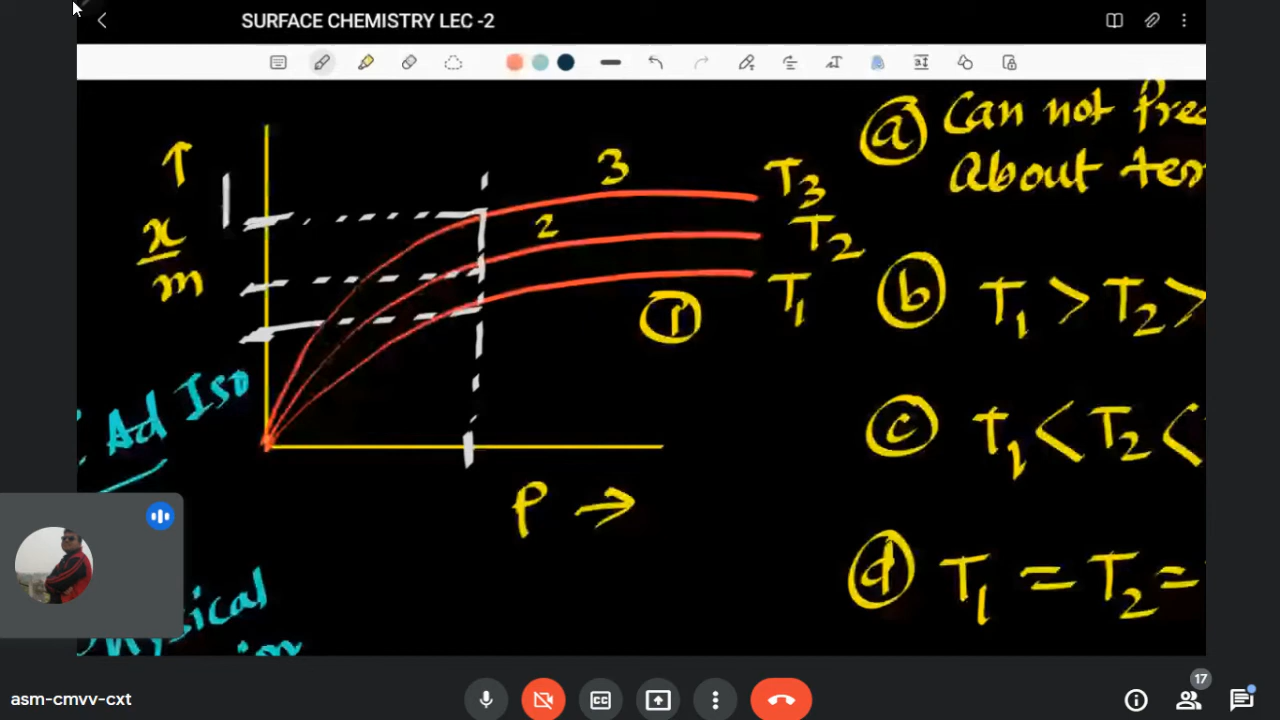 SURFACE CHEMISTRY LEC -2
a Can not
About
↑
x/m
3
T3
2
T2
1
T1
b T1 > T2 >
c T1 < T2 <
Ad Iso
P →
d T1 = T2 =
asm-cmvv-cxt
CC
17